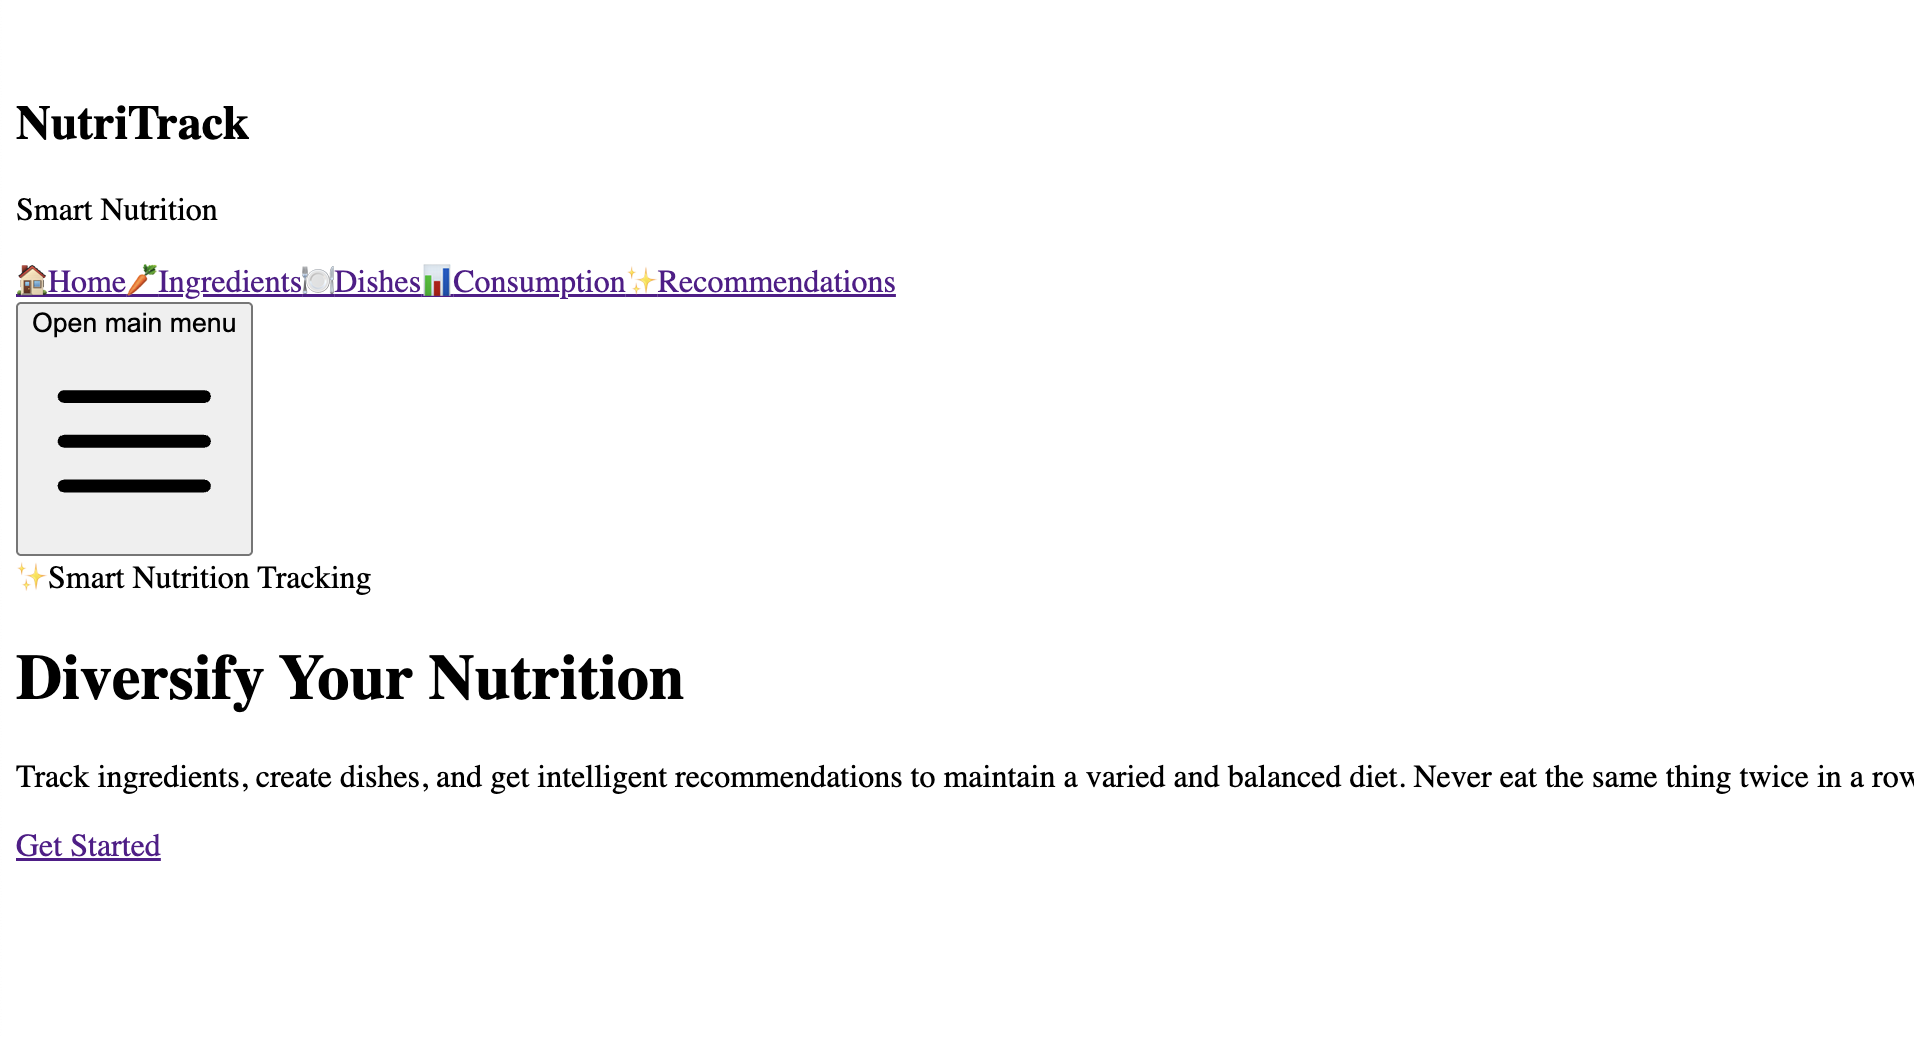 NutriTrack
Smart Nutrition
🏠Home🥕Ingredients🍽️Dishes📊Consumption✨Recommendations
Open main menu
✨Smart Nutrition Tracking
Diversify Your Nutrition
Track ingredients, create dishes, and get intelligent recommendations to maintain a varied and balanced diet. Never eat the same thing twice in a row
Get Started